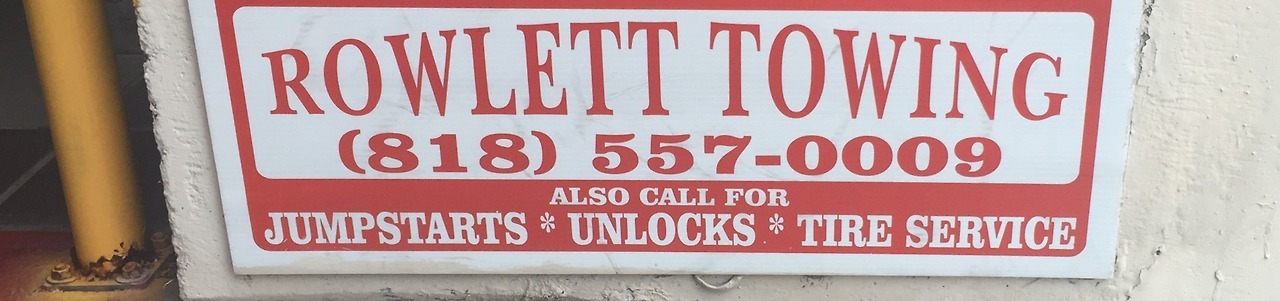 ROWLETT TOWING
(818) 557-0009
ALSO CALL FOR
JUMPSTARTS * UNLOCKS * TIRE SERVICE